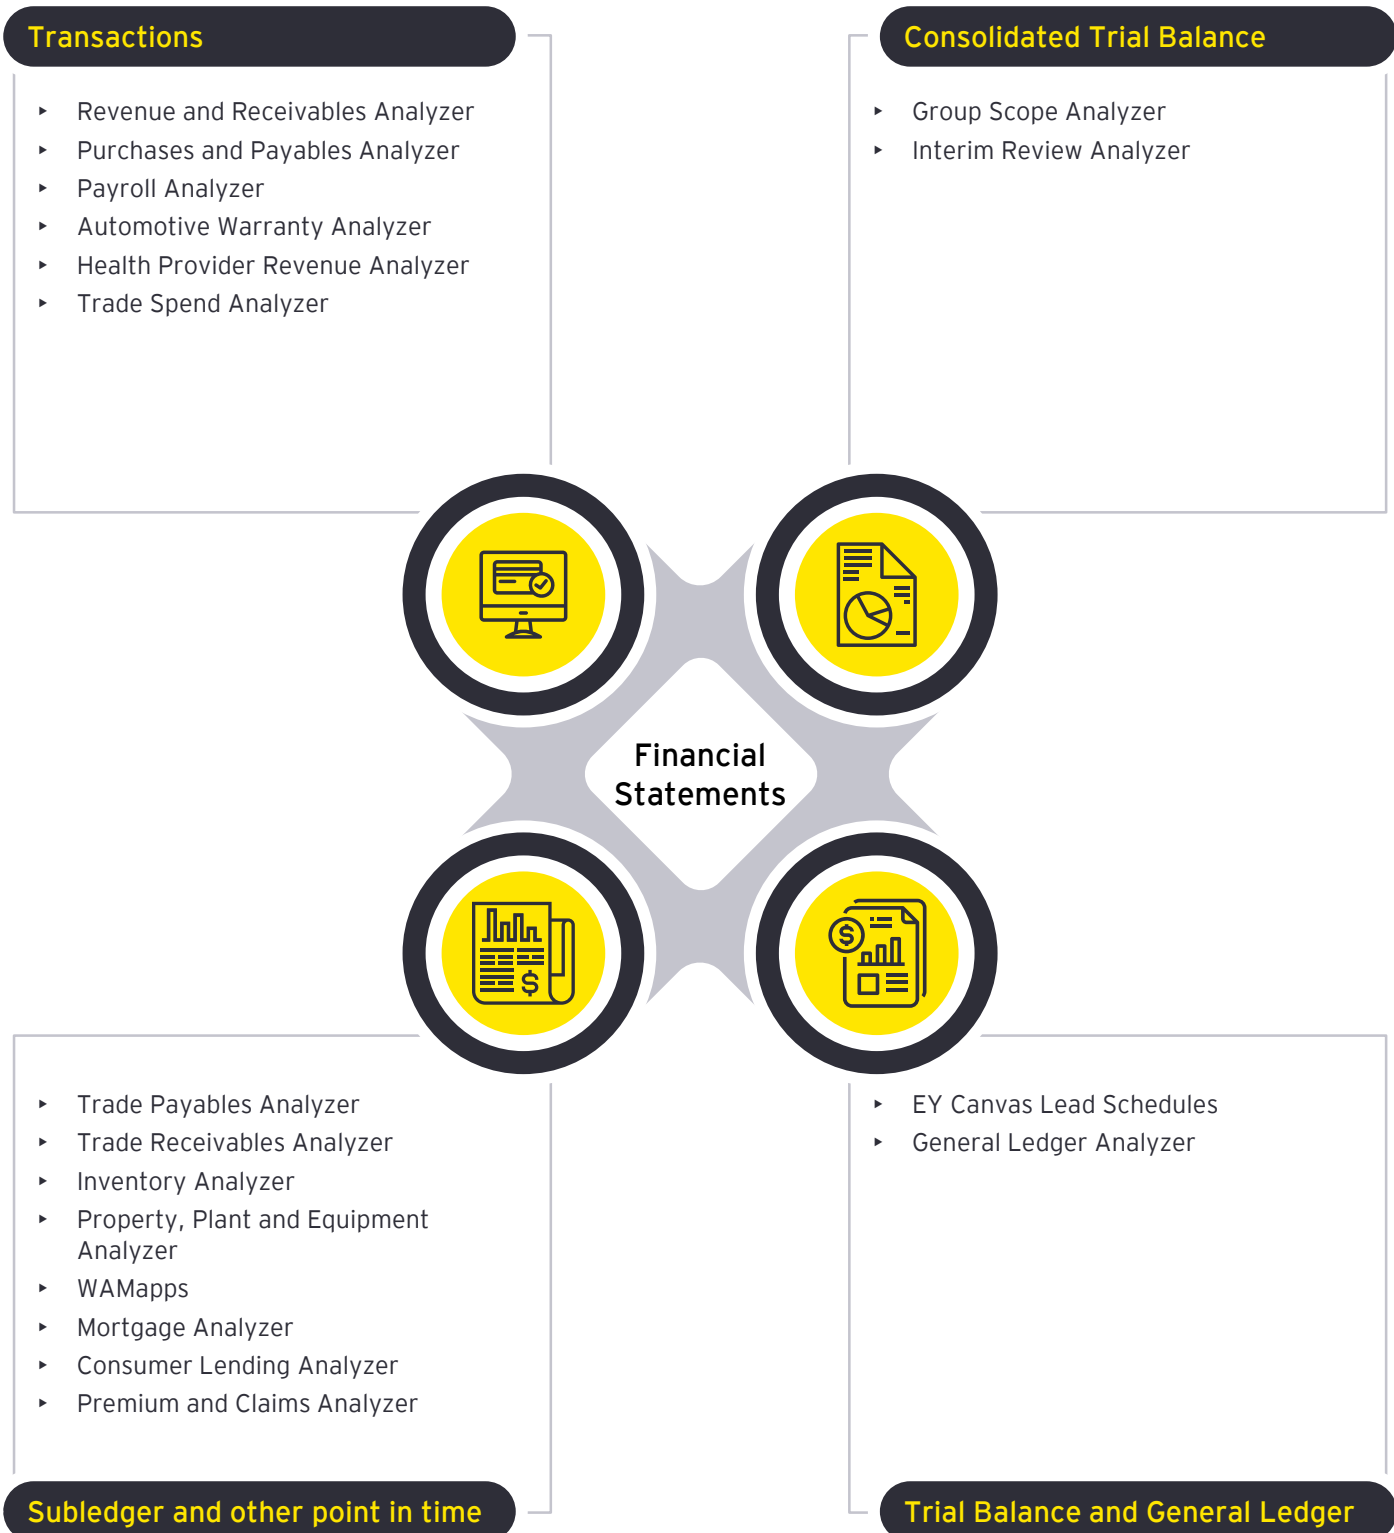 Transactions
‣ Revenue and Receivables Analyzer
‣ Purchases and Payables Analyzer
‣ Payroll Analyzer
‣ Automotive Warranty Analyzer
‣ Health Provider Revenue Analyzer
‣ Trade Spend Analyzer
Consolidated Trial Balance
‣ Group Scope Analyzer
‣ Interim Review Analyzer
Financial
Statements
$
$
‣ Trade Payables Analyzer
‣ Trade Receivables Analyzer
‣ Inventory Analyzer
‣ Property, Plant and Equipment
Analyzer
‣ WAMapps
‣ Mortgage Analyzer
‣ Consumer Lending Analyzer
‣ Premium and Claims Analyzer
Subledger and other point in time
‣ EY Canvas Lead Schedules
‣ General Ledger Analyzer
Trial Balance and General Ledger